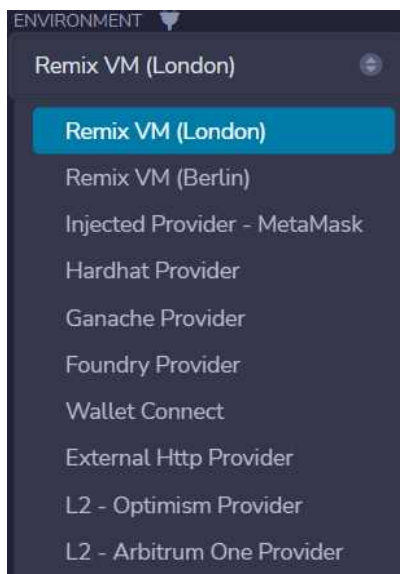 ENVIRONMENT
Remix VM (London)
Remix VM (London)
Remix VM (Berlin)
Injected Provider - MetaMask
Hardhat Provider
Ganache Provider
Foundry Provider
Wallet Connect
External Http Provider
L2 - Optimism Provider
L2 - Arbitrum One Provider